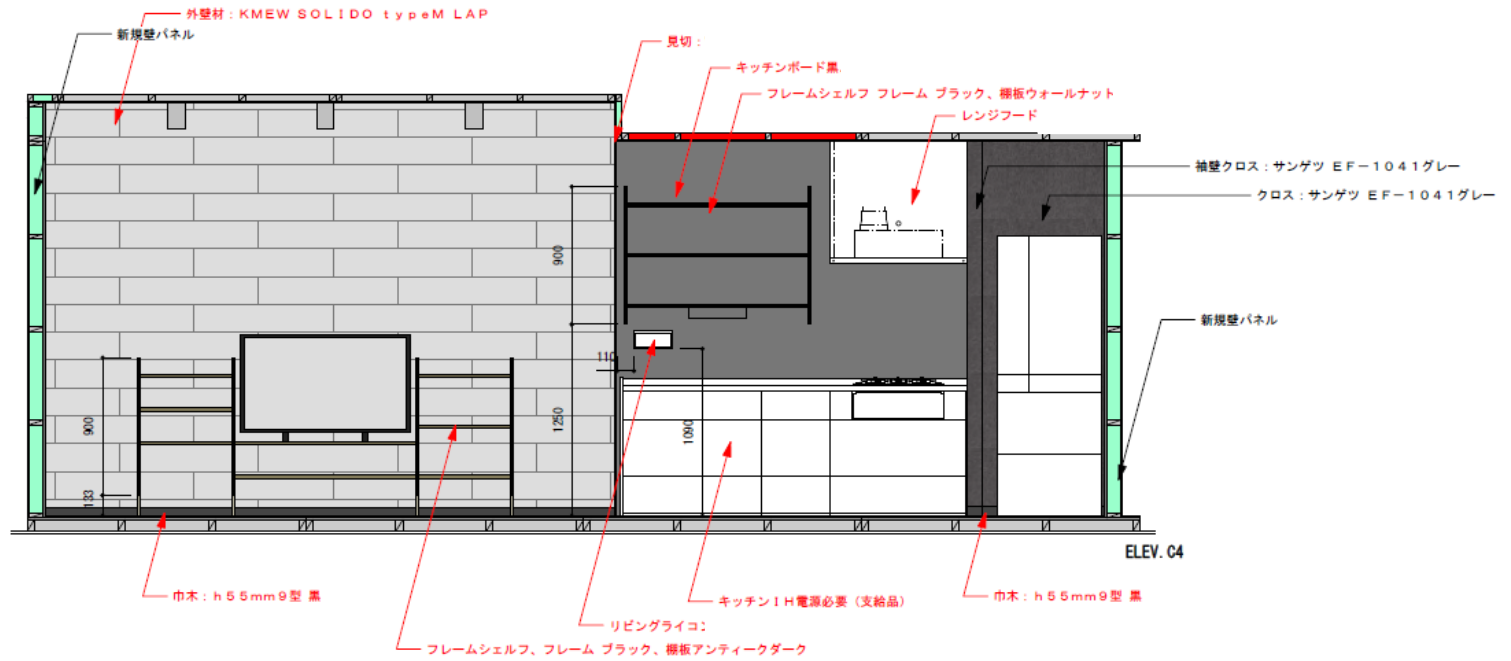 外壁材：KMEW SOLIDO typeM LAP
新規壁パネル
見切：
キッチンボード黒
フレームシェルフ フレーム ブラック、棚板ウォールナット
レンジフード
袖壁クロス：サンゲツ EF－1041グレー
クロス：サンゲツ EF－1041グレー
900
新規壁パネル
110
900
1250
1090
133
ELEV. C4
巾木：h55mm9型 黒
キッチンIH電源必要（支給品）
巾木：h55mm9型 黒
リビングライコン
フレームシェルフ、フレーム ブラック、棚板アンティークダーク